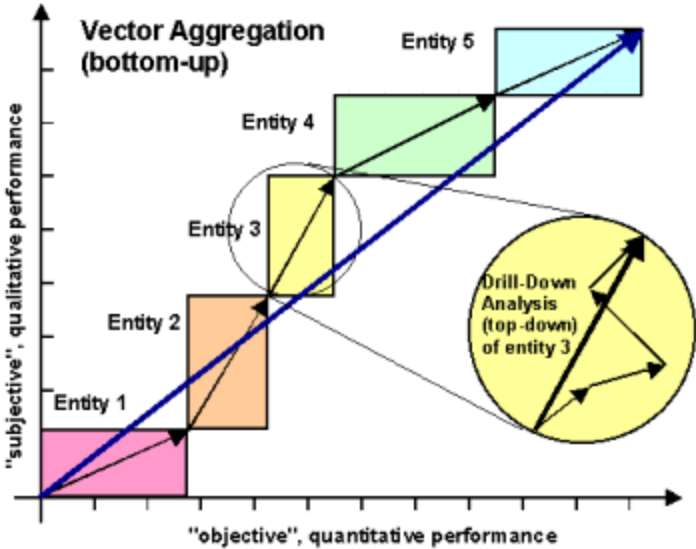 Vector Aggregation
(bottom-up)
Entity 5
Entity 4
Entity 3
Entity 2
Entity 1
Drill-Down
Analysis
(top-down)
of entity 3
"subjective", qualitative performance
"objective", quantitative performance